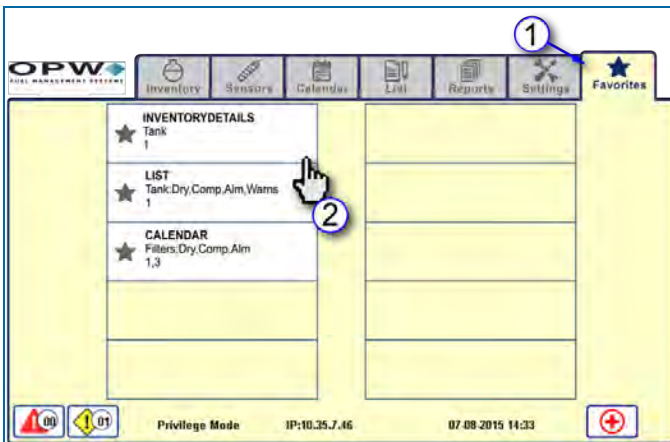 1
OPW
FUEL MANAGEMENT SYSTEMS
Inventory
Sensors
Calendar
List
Reports
Settings
Favorites
INVENTORYDETAILS
Tank
1
LIST
Tank:Dry,Comp,Alm,Warns
1
2
CALENDAR
Filters:Dry,Comp.Alm
1,3
00
01
Privilege Mode
IP:10.35.7.46
07-08-2015 14:33